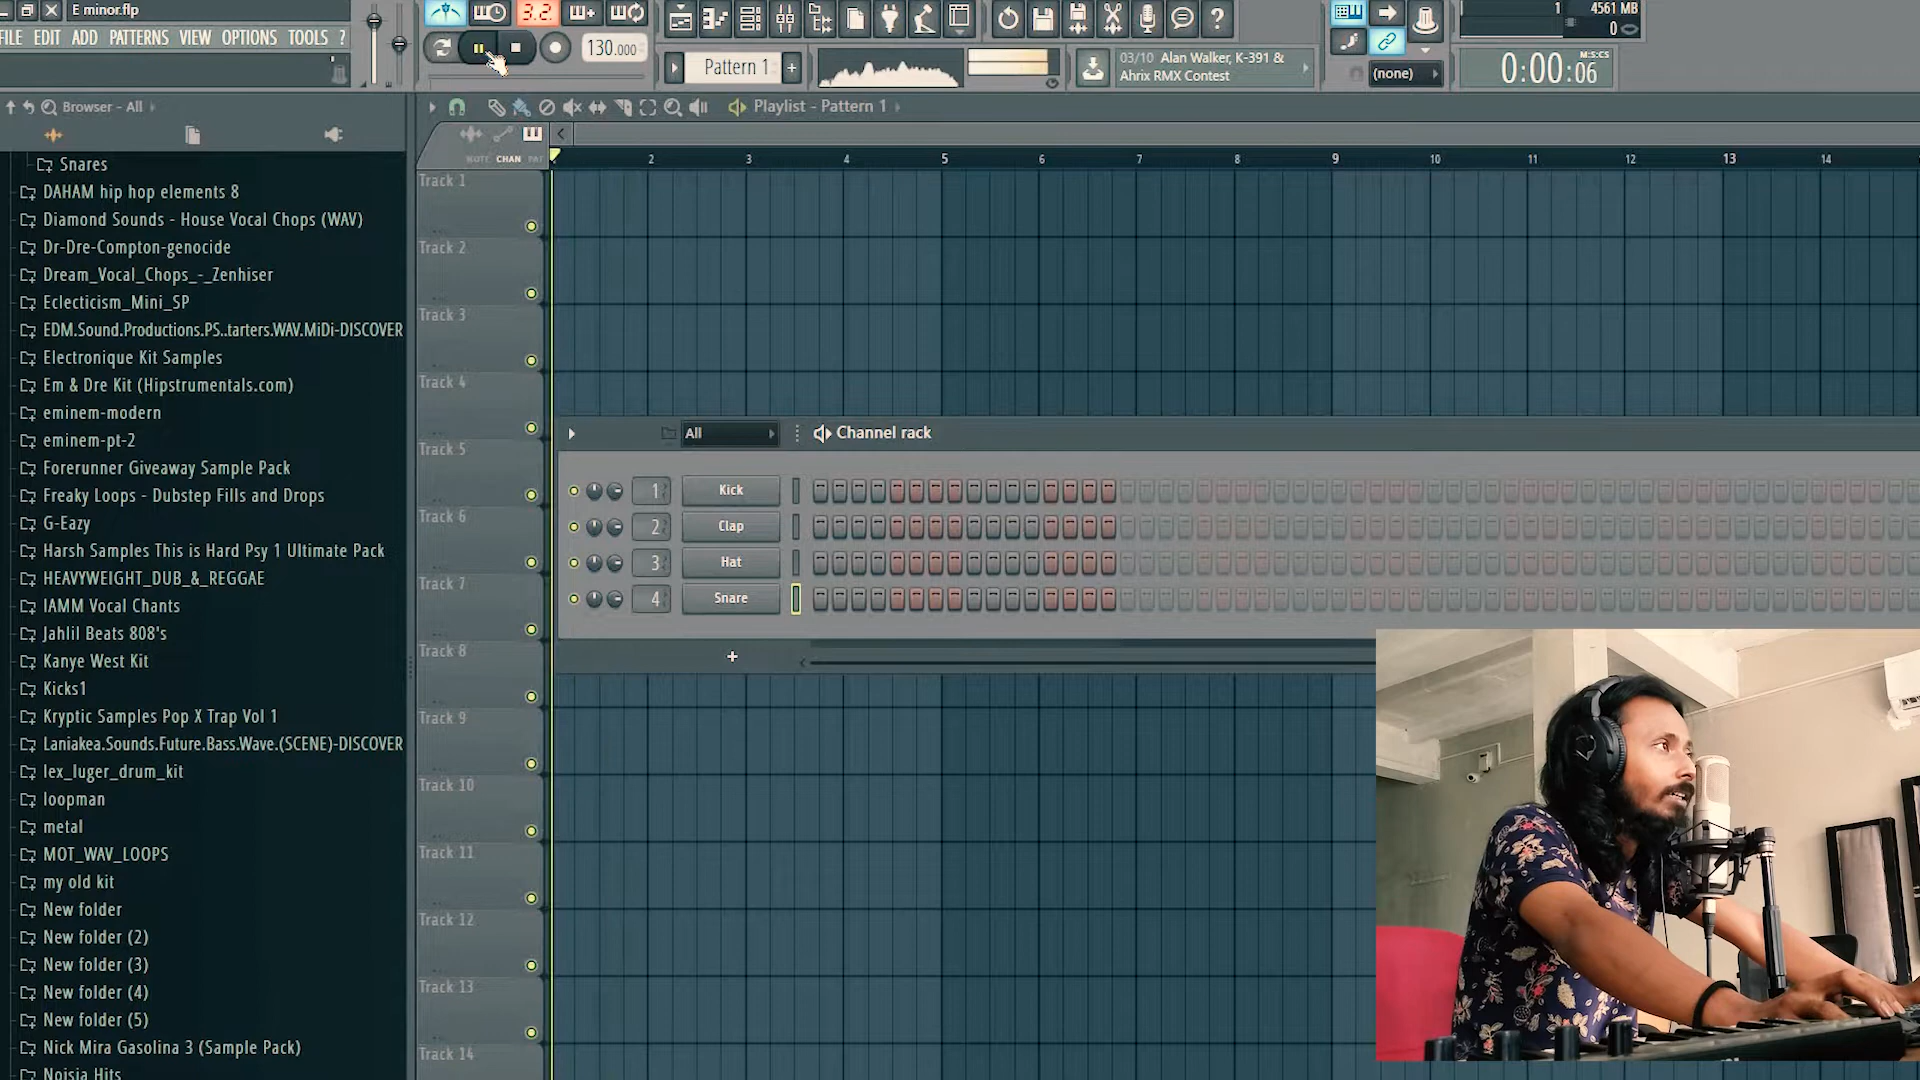 E minor.flp
FILE EDIT ADD PATTERNS VIEW OPTIONS TOOLS ?
3.2
130.000
Pattern 1
03/10 Alan Walker, K-391 &
Ahrix RMX Contest
(none)
1
4561 MB
0
0:00:06
M:S:CS
Browser - All
Playlist - Pattern 1
NOTE CHAN PAT
2 3 4 5 6 7 8 9 10 11 12 13 14
Snares
DAHAM hip hop elements 8
Diamond Sounds - House Vocal Chops (WAV)
Dr-Dre-Compton-genocide
Dream_Vocal_Chops_-_Zenhiser
Eclecticism_Mini_SP
EDM.Sound.Productions.PS..tarters.WAV.MiDi-DISCOVER
Electronique Kit Samples
Em & Dre Kit (Hipstrumentals.com)
eminem-modern
eminem-pt-2
Forerunner Giveaway Sample Pack
Freaky Loops - Dubstep Fills and Drops
G-Eazy
Harsh Samples This is Hard Psy 1 Ultimate Pack
HEAVYWEIGHT_DUB_&_REGGAE
IAMM Vocal Chants
Jahlil Beats 808's
Kanye West Kit
Kicks1
Kryptic Samples Pop X Trap Vol 1
Laniakea.Sounds.Future.Bass.Wave.(SCENE)-DISCOVER
lex_luger_drum_kit
loopman
metal
MOT_WAV_LOOPS
my old kit
New folder
New folder (2)
New folder (3)
New folder (4)
New folder (5)
Nick Mira Gasolina 3 (Sample Pack)
Noisia Hits
Track 1
Track 2
Track 3
Track 4
Track 5
Track 6
Track 7
Track 8
Track 9
Track 10
Track 11
Track 12
Track 13
Track 14
All
Channel rack
1 Kick
2 Clap
3 Hat
4 Snare
+